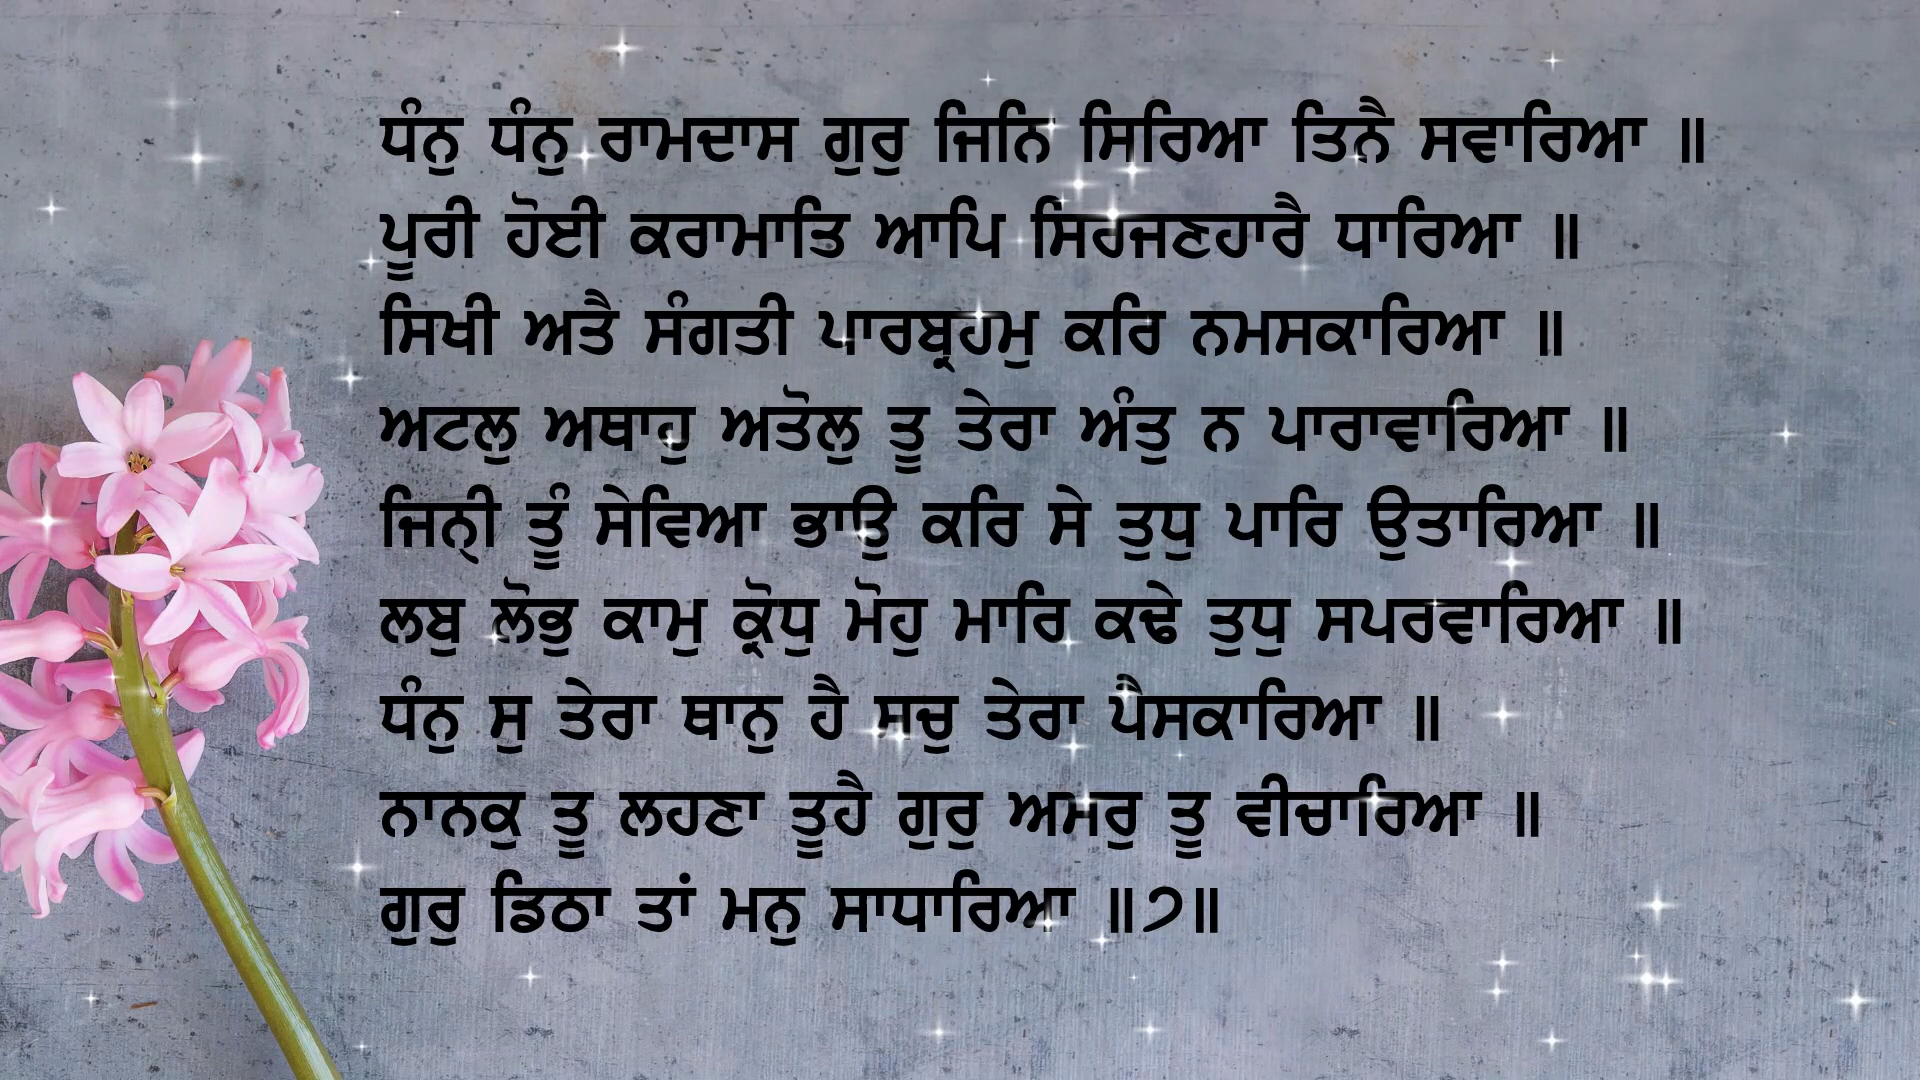 ਧੰਨੁ ਧੰਨੁ ਰਾਮਦਾਸ ਗੁਰੁ ਜਿਨਿ ਸਿਰਿਆ ਤਿਨੈ ਸਵਾਰਿਆ ॥
ਪੂਰੀ ਹੋਈ ਕਰਾਮਾਤਿ ਆਪਿ ਸਿਰਜਣਹਾਰੈ ਧਾਰਿਆ ॥
ਸਿਖੀ ਅਤੈ ਸੰਗਤੀ ਪਾਰਬ੍ਰਹਮੁ ਕਰਿ ਨਮਸਕਾਰਿਆ ॥
ਅਟਲੁ ਅਥਾਹੁ ਅਤੋਲੁ ਤੂ ਤੇਰਾ ਅੰਤੁ ਨ ਪਾਰਾਵਾਰਿਆ ॥
ਜਿਨੑੀ ਤੂੰ ਸੇਵਿਆ ਭਾਉ ਕਰਿ ਸੇ ਤੁਧੁ ਪਾਰਿ ਉਤਾਰਿਆ ॥
ਲਬੁ ਲੋਭੁ ਕਾਮੁ ਕ੍ਰੋਧੁ ਮੋਹੁ ਮਾਰਿ ਕਢੇ ਤੁਧੁ ਸਪਰਵਾਰਿਆ ॥
ਧੰਨੁ ਸੁ ਤੇਰਾ ਥਾਨੁ ਹੈ ਸਚੁ ਤੇਰਾ ਪੈਸਕਾਰਿਆ ॥
ਨਾਨਕੁ ਤੂ ਲਹਣਾ ਤੂਹੈ ਗੁਰੁ ਅਮਰੁ ਤੂ ਵੀਚਾਰਿਆ ॥
ਗੁਰੁ ਡਿਠਾ ਤਾਂ ਮਨੁ ਸਾਧਾਰਿਆ ॥੭॥